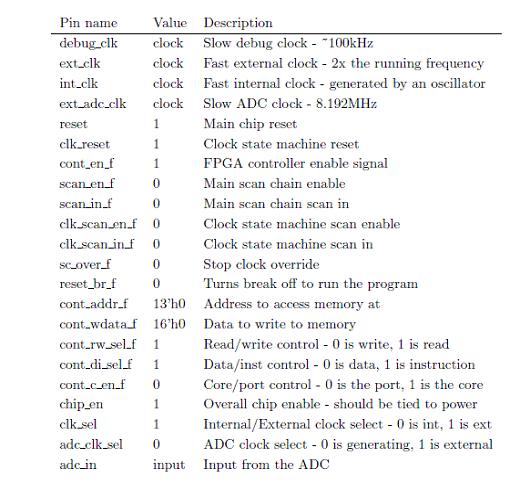 Pin name Value Description
debug_clk clock Slow debug clock - ~100kHz
ext_clk clock Fast external clock - 2x the running frequency
int_clk clock Fast internal clock - generated by an oscillator
ext_adc_clk clock Slow ADC clock - 8.192MHz
reset 1 Main chip reset
clk_reset 1 Clock state machine reset
cont_en_f 1 FPGA controller enable signal
scan_en_f 0 Main scan chain enable
scan_in_f 0 Main scan chain scan in
clk_scan_en_f 0 Clock state machine scan enable
clk_scan_in_f 0 Clock state machine scan in
sc_over_f 0 Stop clock override
reset_br_f 0 Turns break off to run the program
cont_addr_f 13'h0 Address to access memory at
cont_wdata_f 16'h0 Data to write to memory
cont_rw_sel_f 1 Read/write control - 0 is write, 1 is read
cont_di_sel_f 1 Data/inst control - 0 is data, 1 is instruction
cont_c_en_f 0 Core/port control - 0 is the port, 1 is the core
chip_en 1 Overall chip enable - should be tied to power
clk_sel 1 Internal/External clock select - 0 is int, 1 is ext
adc_clk_sel 0 ADC clock select - 0 is generating, 1 is external
adc_in input Input from the ADC